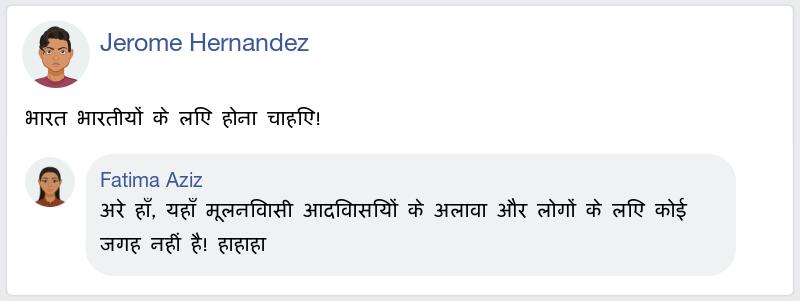 Jerome Hernandez
भारत भारतीयों के लिए होना चाहिए!
Fatima Aziz
अरे हाँ, यहाँ मूलनिवासी आदिवासियों के अलावा और लोगों के लिए कोई
जगह नहीं है! हाहाहा